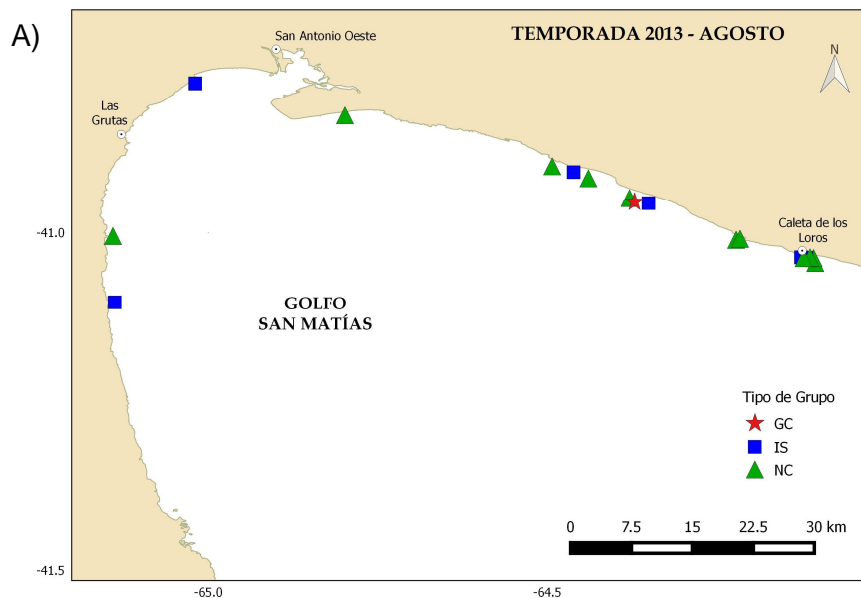 A)
TEMPORADA 2013 - AGOSTO
San Antonio Oeste
N
Las
Grutas
-41.0
Caleta de los
Loros
GOLFO
SAN MATÍAS
Tipo de Grupo
GC
IS
NC
0 7.5 15 22.5 30 km
-41.5
-65.0 -64.5